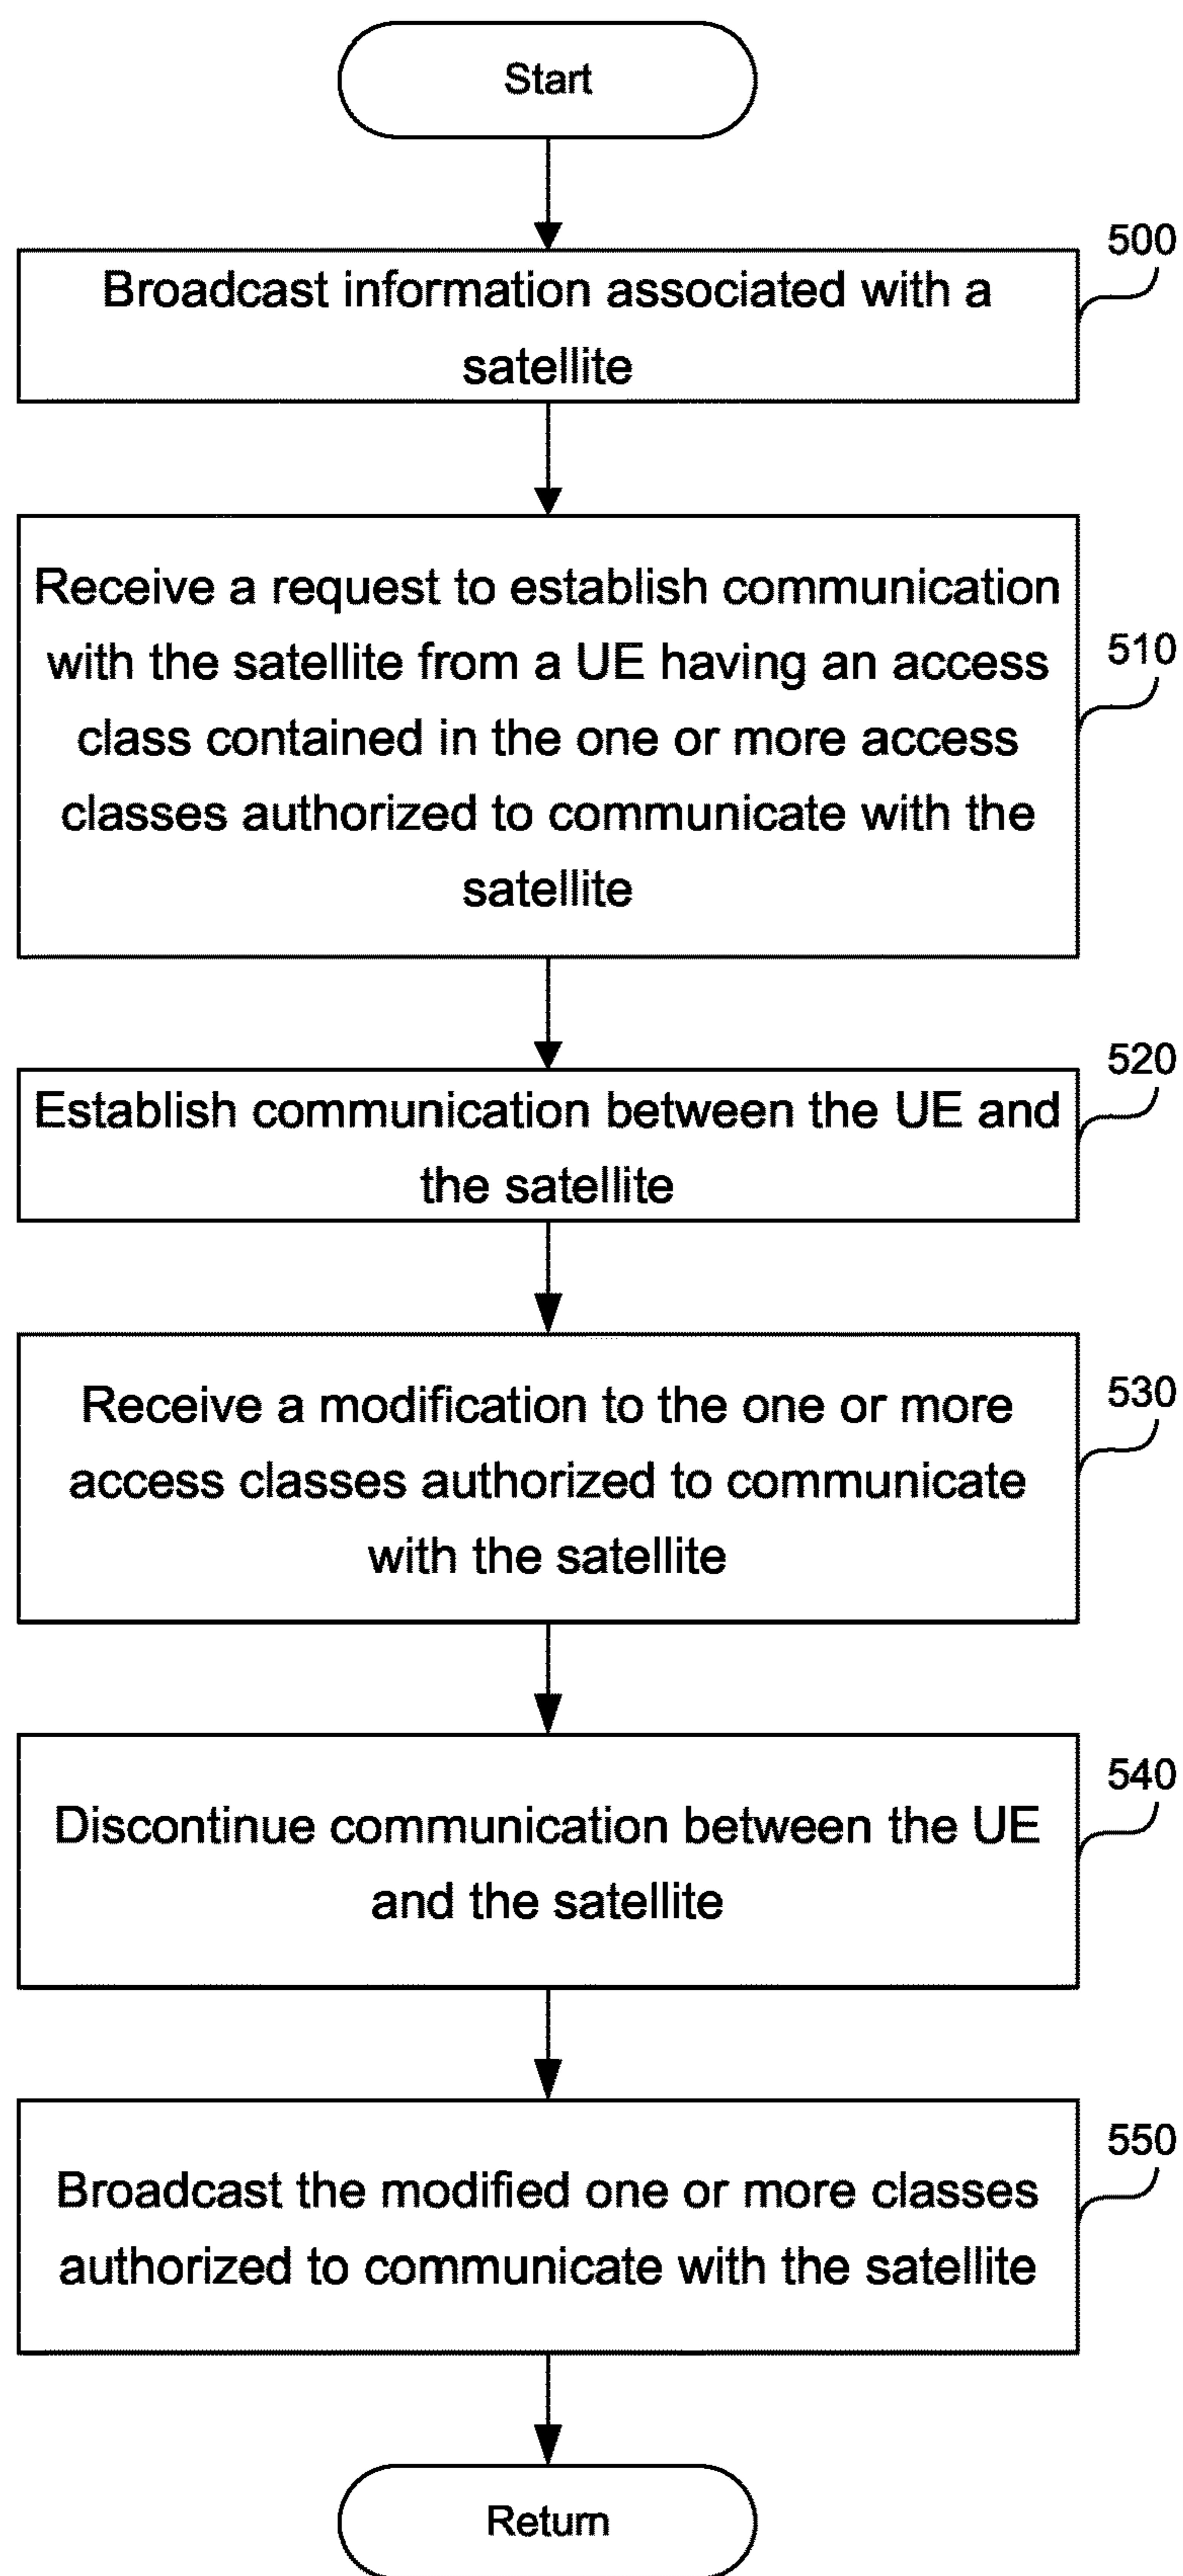 Start
500
Broadcast information associated with a
satellite
Receive a request to establish communication
with the satellite from a UE having an access
class contained in the one or more access
classes authorized to communicate with the
satellite
510
520
Establish communication between the UE and
the satellite
Receive a modification to the one or more
access classes authorized to communicate
with the satellite
530
540
Discontinue communication between the UE
and the satellite
550
Broadcast the modified one or more classes
authorized to communicate with the satellite
Return